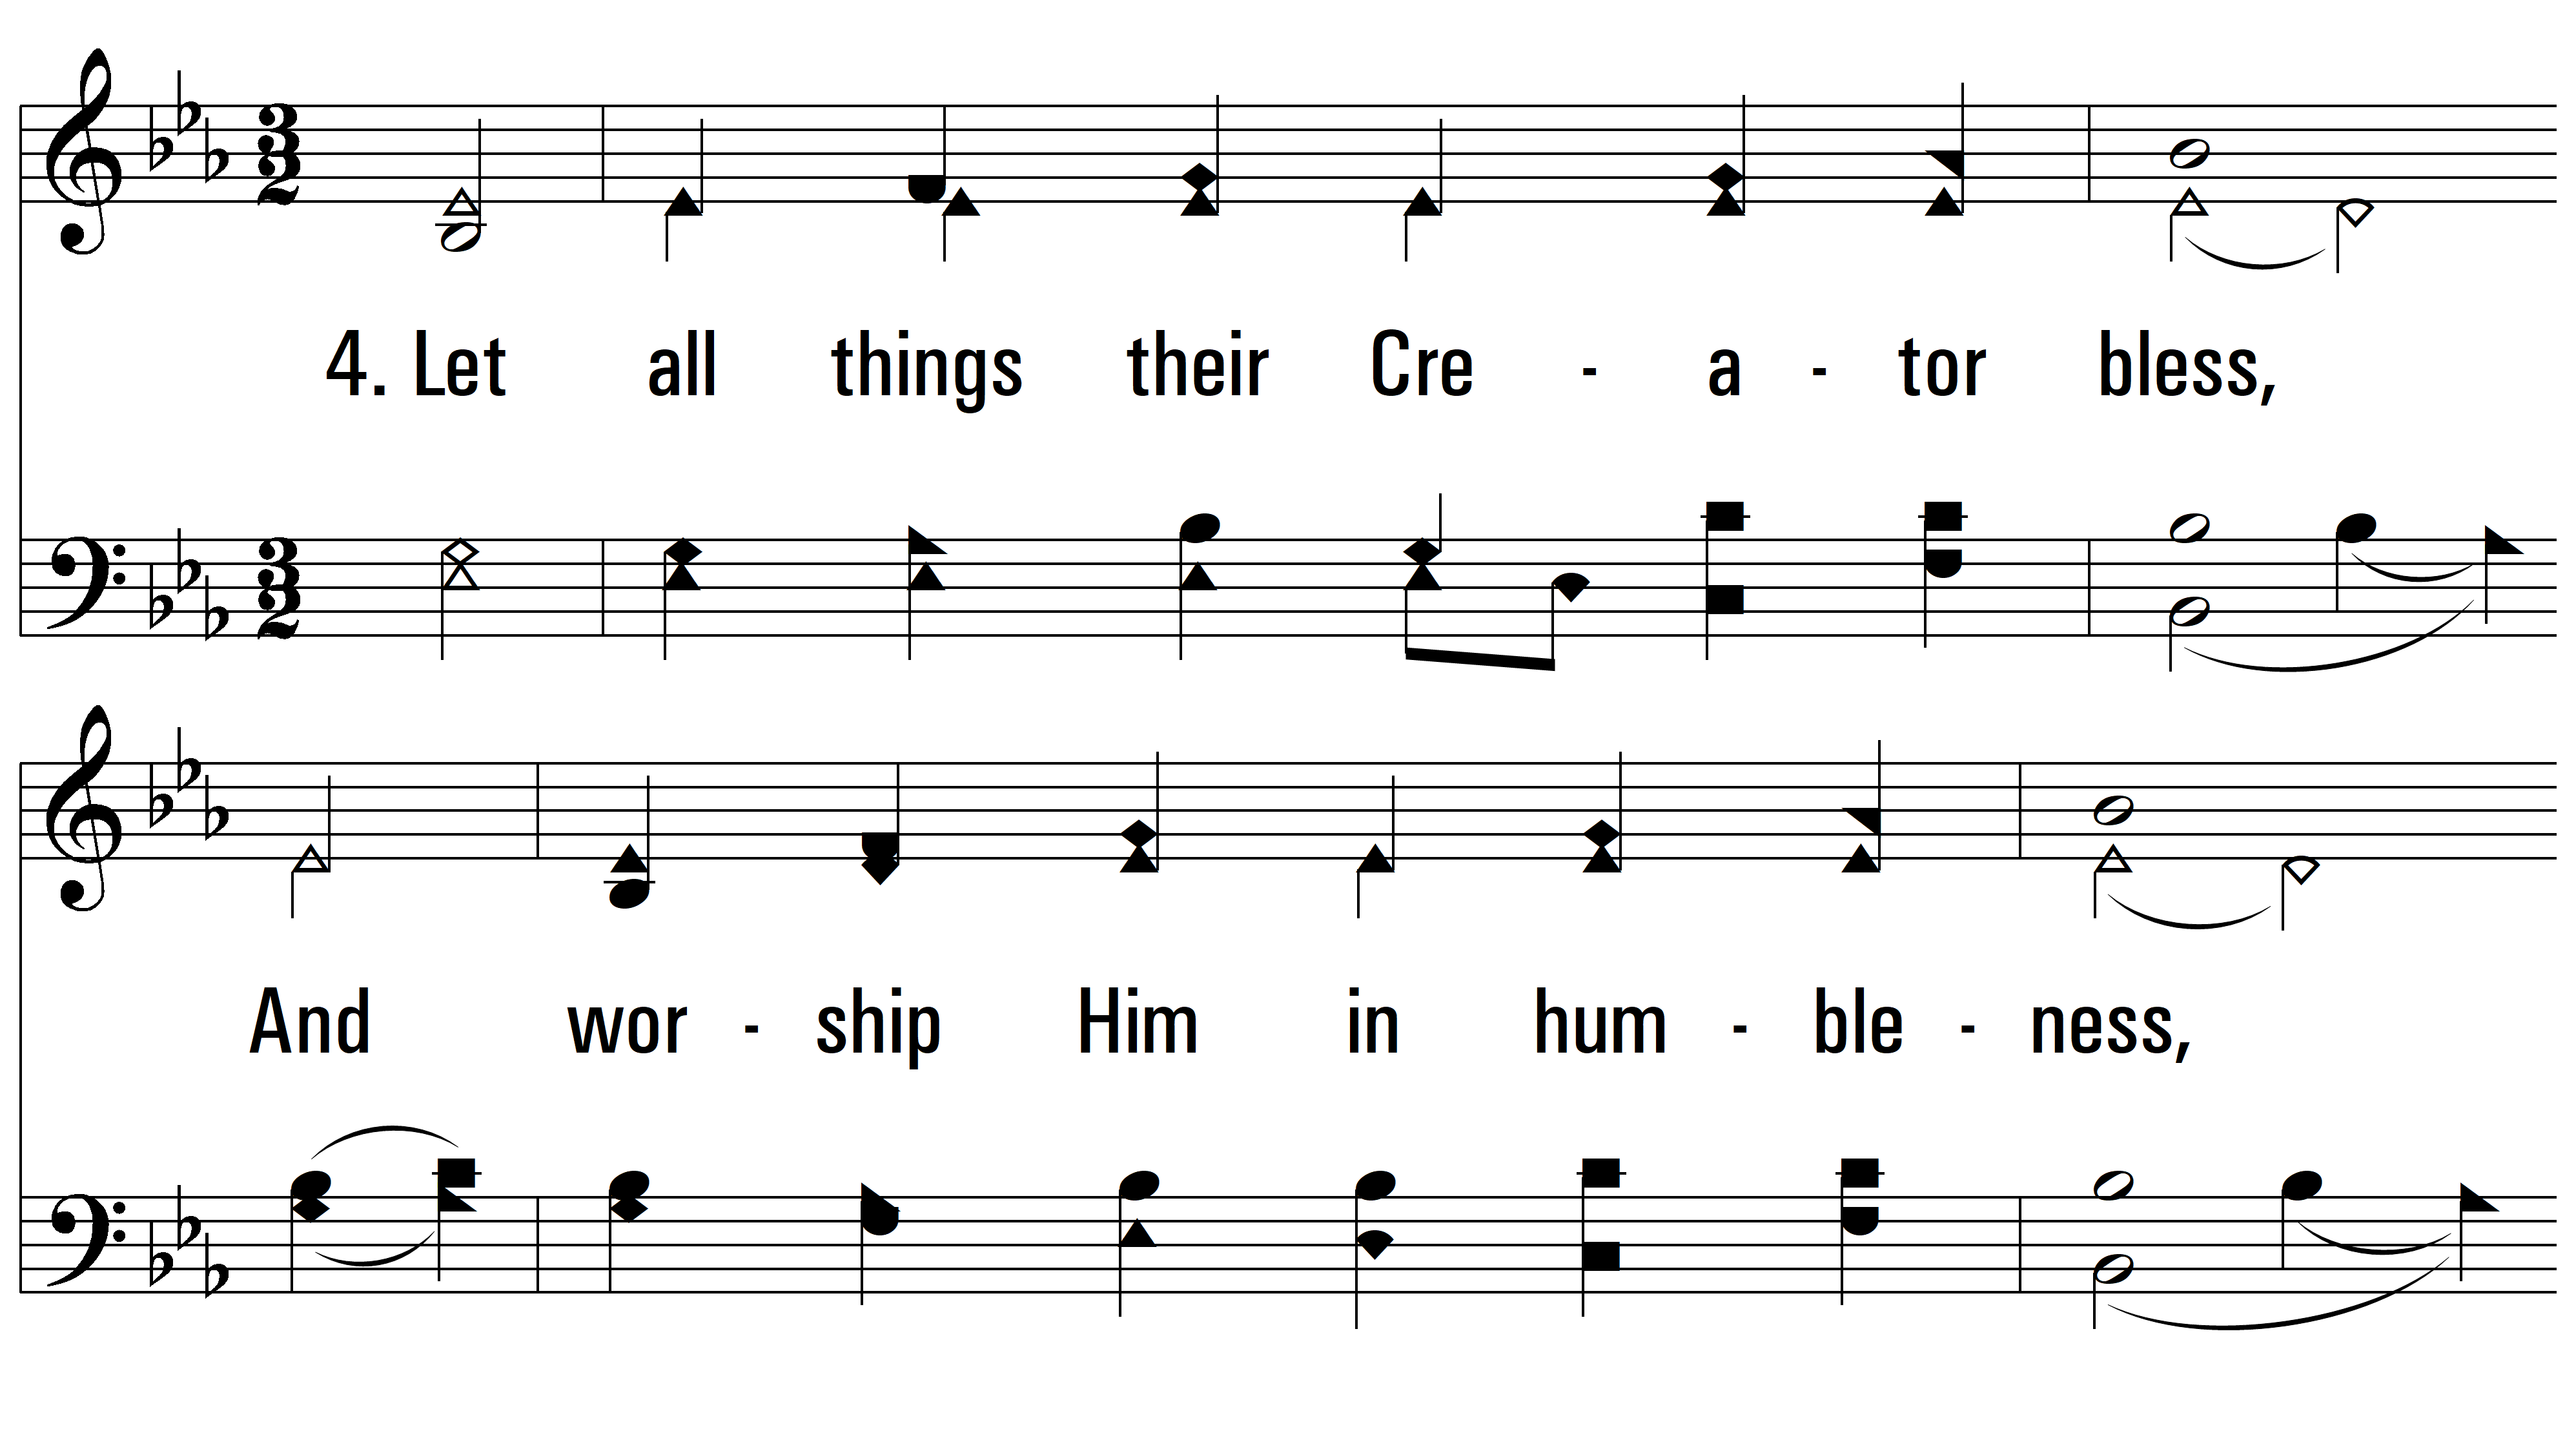 4. Let all things their Cre - a - tor bless,
And wor - ship Him in hum - ble - ness,